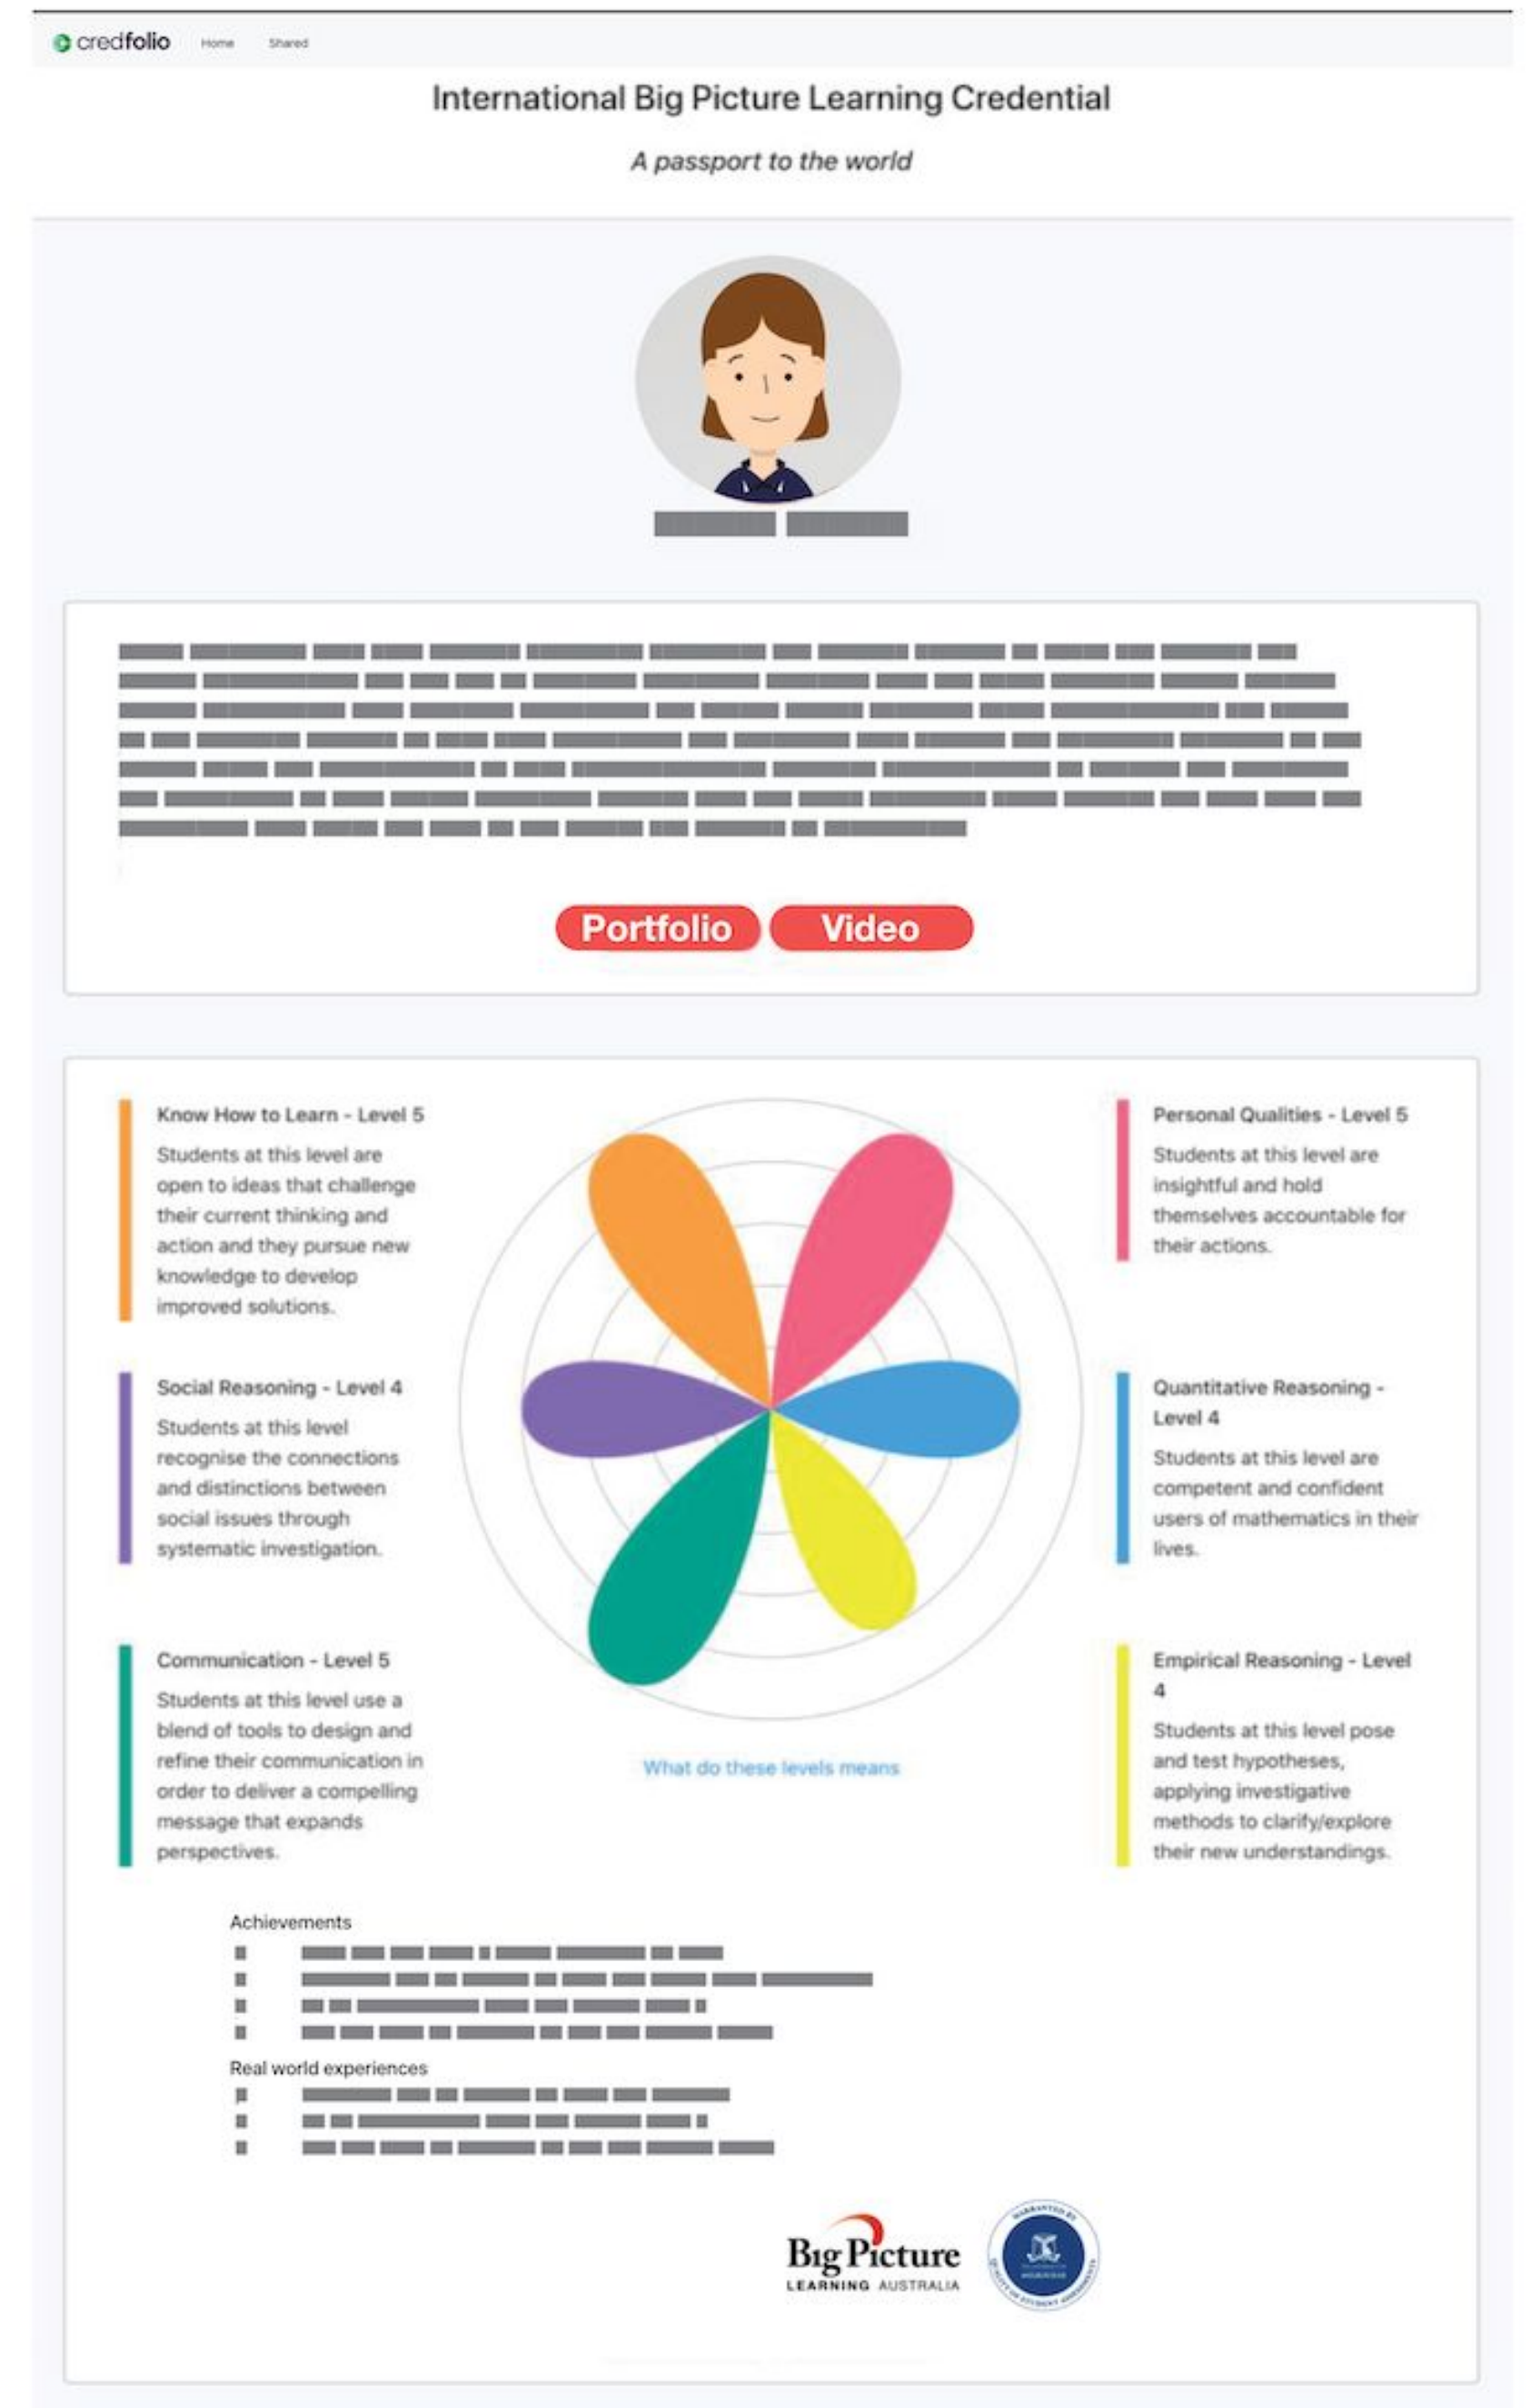 credfolio Home Shared
International Big Picture Learning Credential
A passport to the world
Portfolio Video
Know How to Learn - Level 5
Students at this level are
open to ideas that challenge
their current thinking and
action and they pursue new
knowledge to develop
improved solutions.
Social Reasoning - Level 4
Students at this level
recognise the connections
and distinctions between
social issues through
systematic investigation.
Communication - Level 5
Students at this level use a
blend of tools to design and
refine their communication in
order to deliver a compelling
message that expands
perspectives.
What do these levels means
Personal Qualities - Level 5
Students at this level are
insightful and hold
themselves accountable for
their actions.
Quantitative Reasoning -
Level 4
Students at this level are
competent and confident
users of mathematics in their
lives.
Empirical Reasoning - Level
4
Students at this level pose
and test hypotheses,
applying investigative
methods to clarify/explore
their new understandings.
Achievements
Real world experiences
Big Picture
LEARNING AUSTRALIA
WARRANTED BY
QUALITY OF STUDENT ASSESSMENTS